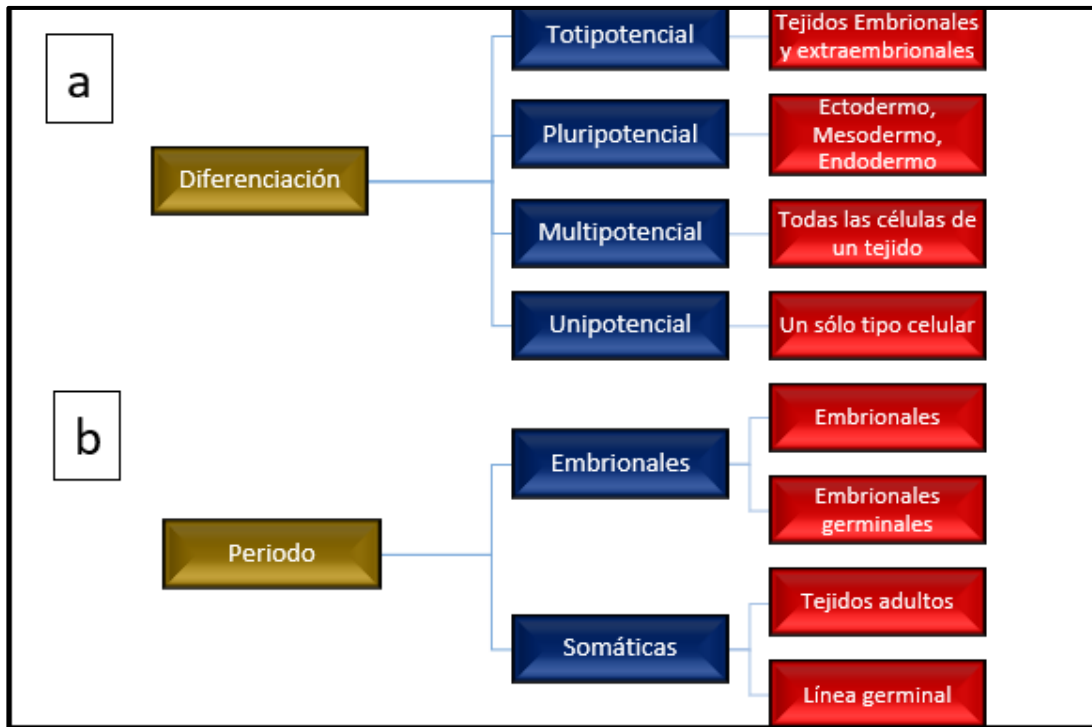 a
Diferenciación
Totipotencial
Tejidos Embrionales
y extraembrionales
Pluripotencial
Ectodermo,
Mesodermo,
Endodermo
Multipotencial
Todas las células de
un tejido
Unipotencial
Un sólo tipo celular
b
Periodo
Embrionales
Embrionales
Embrionales
germinales
Somáticas
Tejidos adultos
Línea germinal